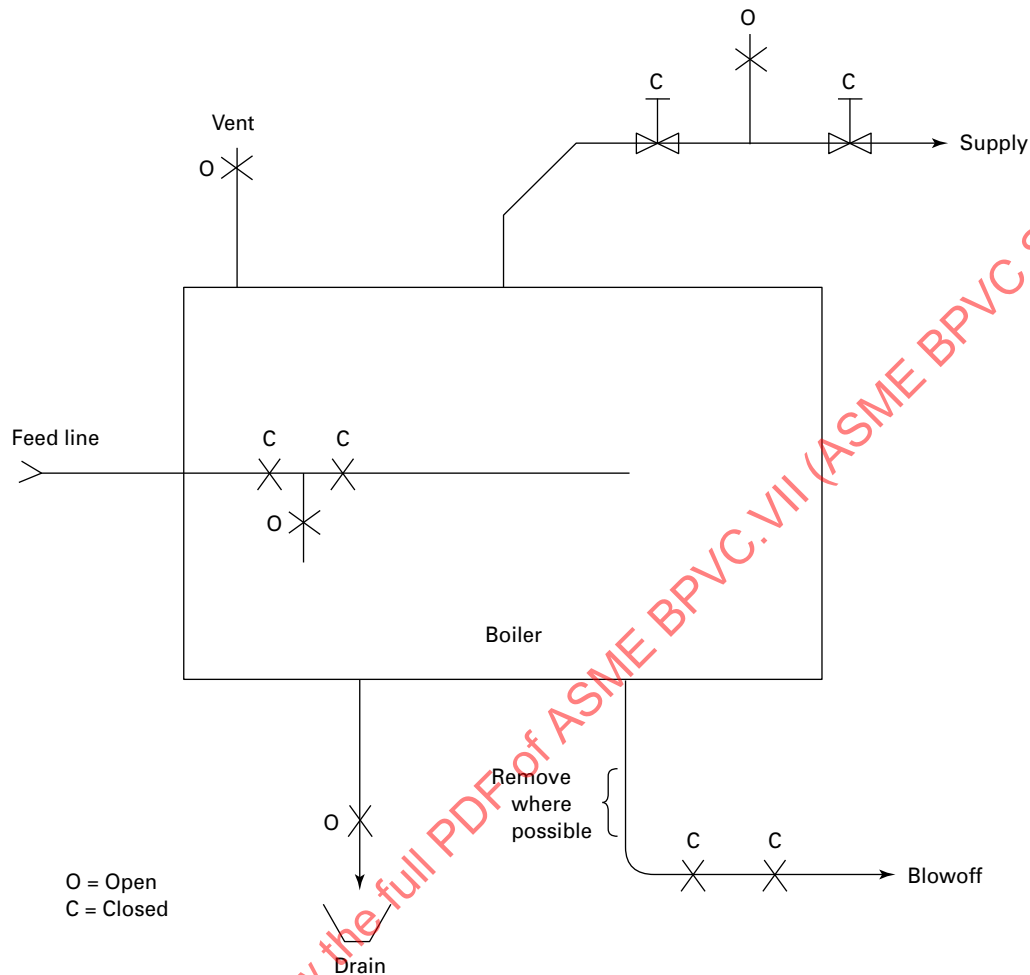 O
C
C
Vent
Supply
O
Feed line
C
C
O
Boiler
Remove
where
possible
O
C
C
Blowoff
O = Open
C = Closed
Drain
the full PDF of ASME BPVC.VII (ASME BPVC